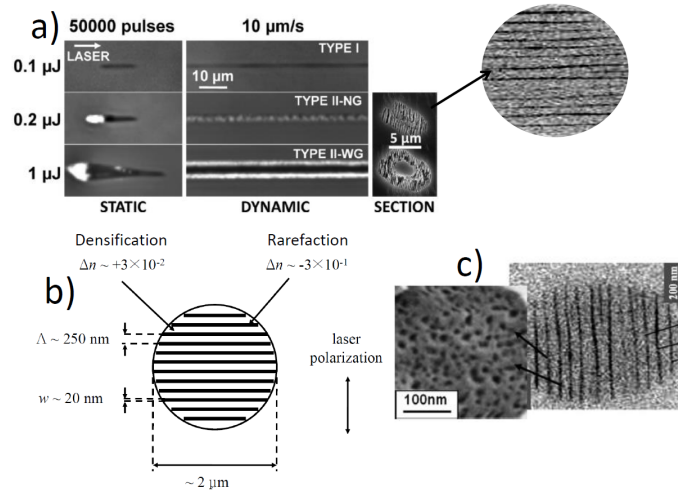 a)
50000 pulses
10 µm/s
0.1 µJ
LASER
TYPE I
10 µm
0.2 µJ
TYPE II-NG
1 µJ
TYPE II-WG
5 µm
STATIC
DYNAMIC
SECTION
Densification
Δn ~ +3×10⁻²
Rarefaction
Δn ~ -3×10⁻¹
b)
Λ ~ 250 nm
w ~ 20 nm
~ 2 µm
laser
polarization
c)
200 nm
100nm